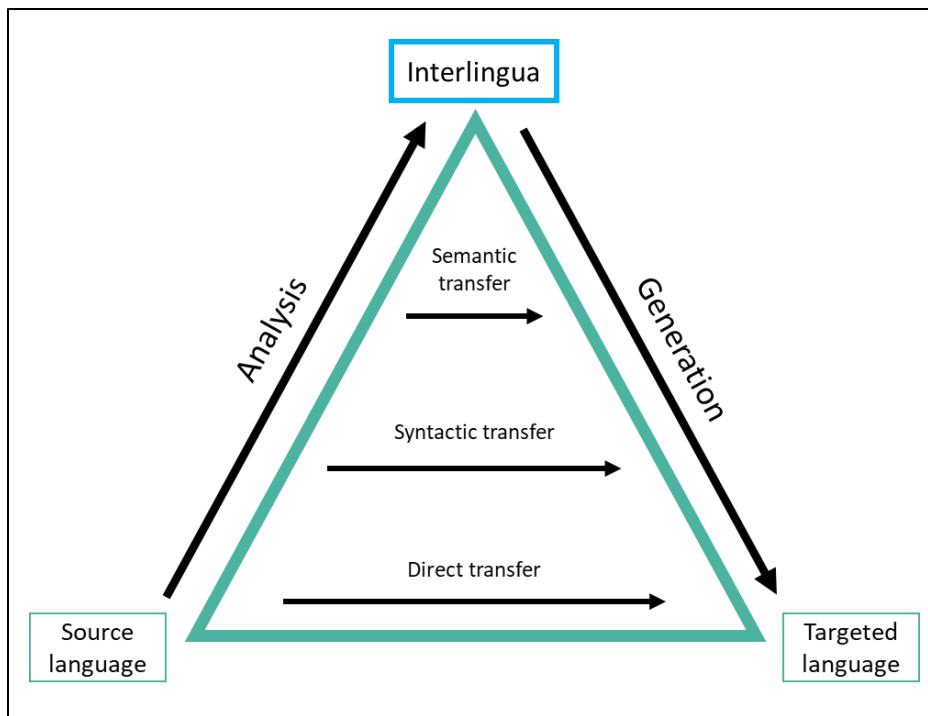 Interlingua
Semantic
transfer
Analysis
Generation
Syntactic transfer
Direct transfer
Source
language
Targeted
language